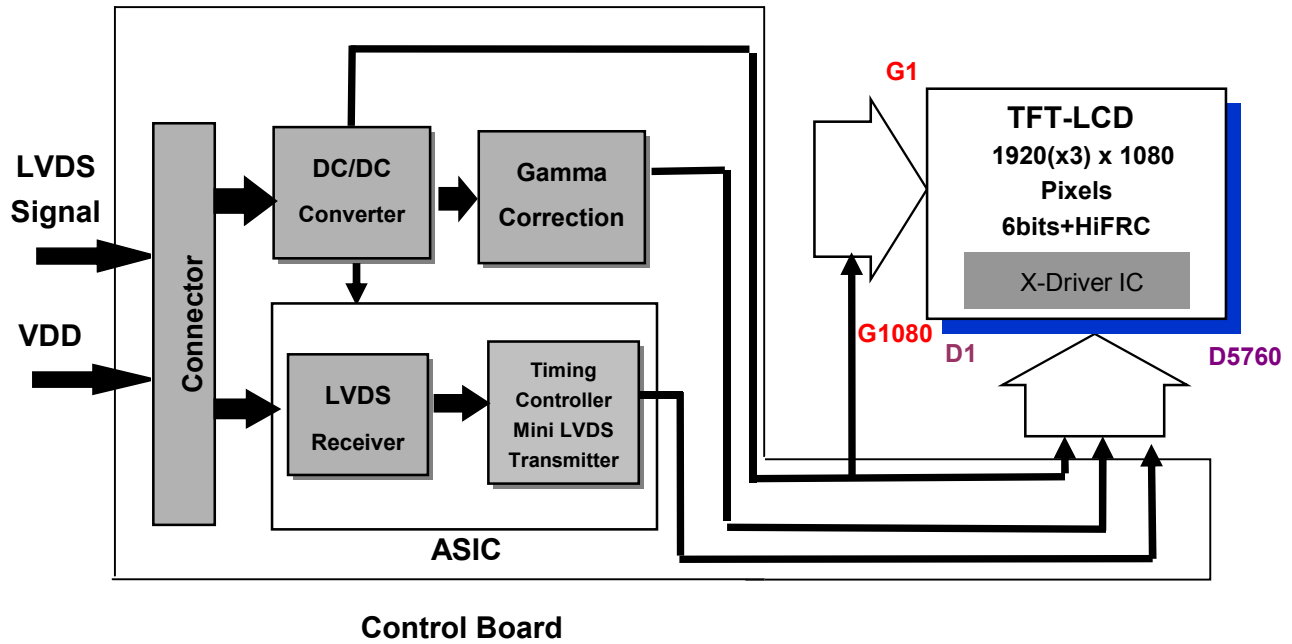 LVDS
Signal
VDD
Connector
DC/DC
Converter
Gamma
Correction
LVDS
Receiver
Timing
Controller
Mini LVDS
Transmitter
ASIC
Control Board
G1
G1080
TFT-LCD
1920(x3) x 1080
Pixels
6bits+HiFRC
X-Driver IC
D1
D5760